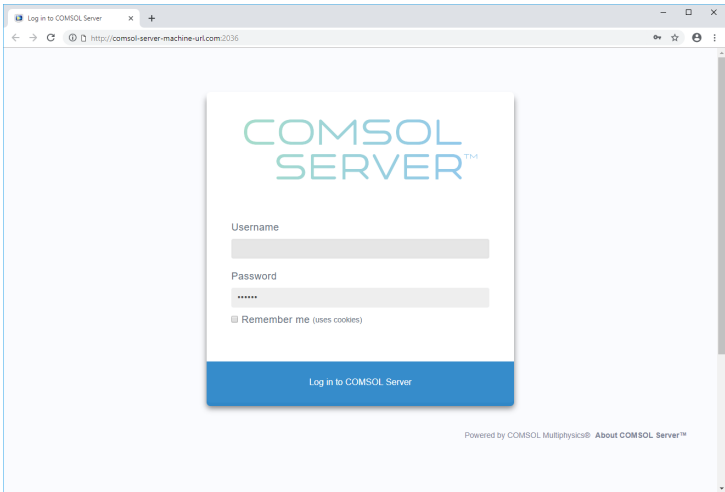 Log in to COMSOL Server
http://comsol-server-machine-url.com:2036
COMSOL
SERVER™
Username
Password
••••••
Remember me (uses cookies)
Log in to COMSOL Server
Powered by COMSOL Multiphysics® About COMSOL Server™